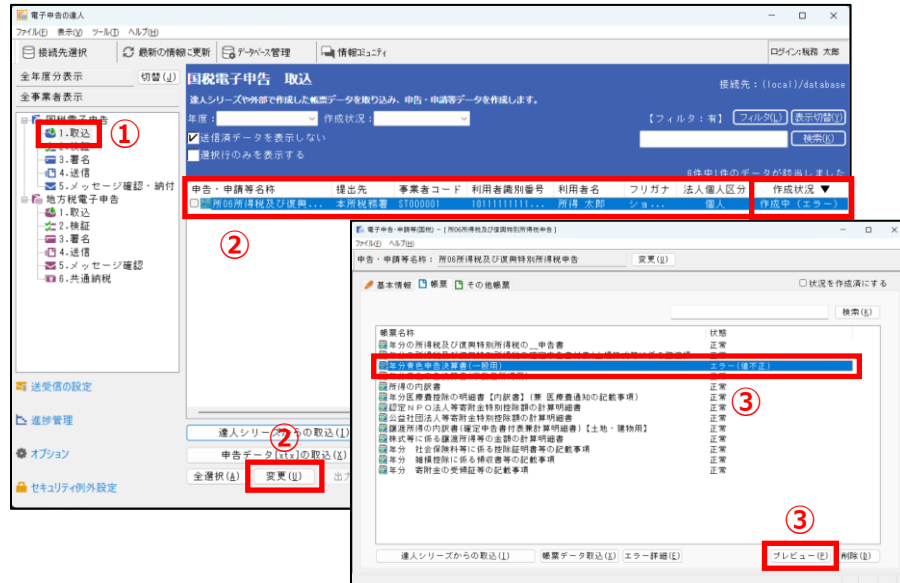 電子申告の達人
ファイル(F) 表示(V) ツール(T) ヘルプ(H)
接続先選択 最新の情報に更新 データベース管理 情報コミュニティ ログイン:税務 太郎
全年度分表示 切替(J)
全事業者表示
国税電子申告
①
1.取込
3.署名
4.送信
5.メッセージ確認・納付
地方税電子申告
1.取込
2.検証
3.署名
4.送信
5.メッセージ確認
6.共通納税
送受信の設定
進捗管理
オプション
セキュリティ例外設定
国税電子申告 取込
接続先:(local)/database
達人シリーズや外部で作成した帳票データを取り込み、申告・申請等データを作成します。
年度: 作成状況: 【フィルタ:有】 フィルタ(L) 表示切替(Y)
送信済データを表示しない 検索(K)
選択行のみを表示する
6件中1件のデータが該当しました
申告・申請等名称 提出先 事業者コード 利用者識別番号 利用者名 フリガナ 法人個人区分 作成状況 ▼
所06所得税及び復興... 本所税務署 ST000001 10111111111... 所得 太郎 ショ... 個人 作成中(エラー)
②
達人シリーズからの取込(I)
②
申告データ[xtx]の取込(X)
全選択(A) 変更(U) 出力
電子申告・申請等(国税) - [所06所得税及び復興特別所得税申告]
ファイル(F) ヘルプ(H)
申告・申請等名称: 所06所得税及び復興特別所得税申告 変更(U)
基本情報 帳票 その他帳票 状況を作成済にする
検索(K)
帳票名称 状態
年分の所得税及び復興特別所得税の__申告書 正常
年分青色申告決算書(一般用) エラー(値不正)
所得の内訳書 正常
年分医療費控除の明細書【内訳書】(兼 医療費通知の記載事項) 正常
③
認定NPO法人等寄附金特別控除額の計算明細書 正常
公益社団法人等寄附金特別控除額の計算明細書 正常
譲渡所得の内訳書(確定申告書付表兼計算明細書)【土地・建物用】 正常
株式等に係る譲渡所得等の金額の計算明細書 正常
年分 社会保険料等に係る控除証明書等の記載事項 正常
年分 雑損控除に係る領収書等の記載事項 正常
年分 寄附金の受領証等の記載事項 正常
③
達人シリーズからの取込(I) 帳票データ取込(X) エラー詳細(E) プレビュー(P) 削除(D)